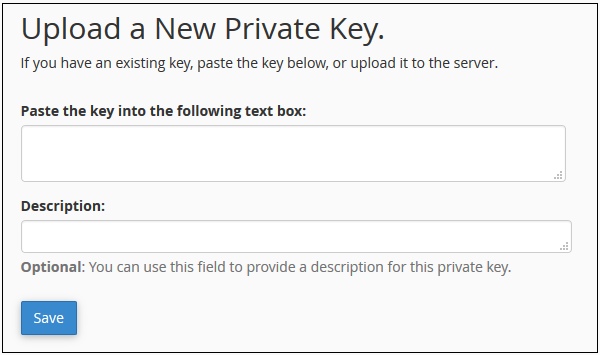 Upload a New Private Key.
If you have an existing key, paste the key below, or upload it to the server.
Paste the key into the following text box:
Description:
Optional: You can use this field to provide a description for this private key.
Save